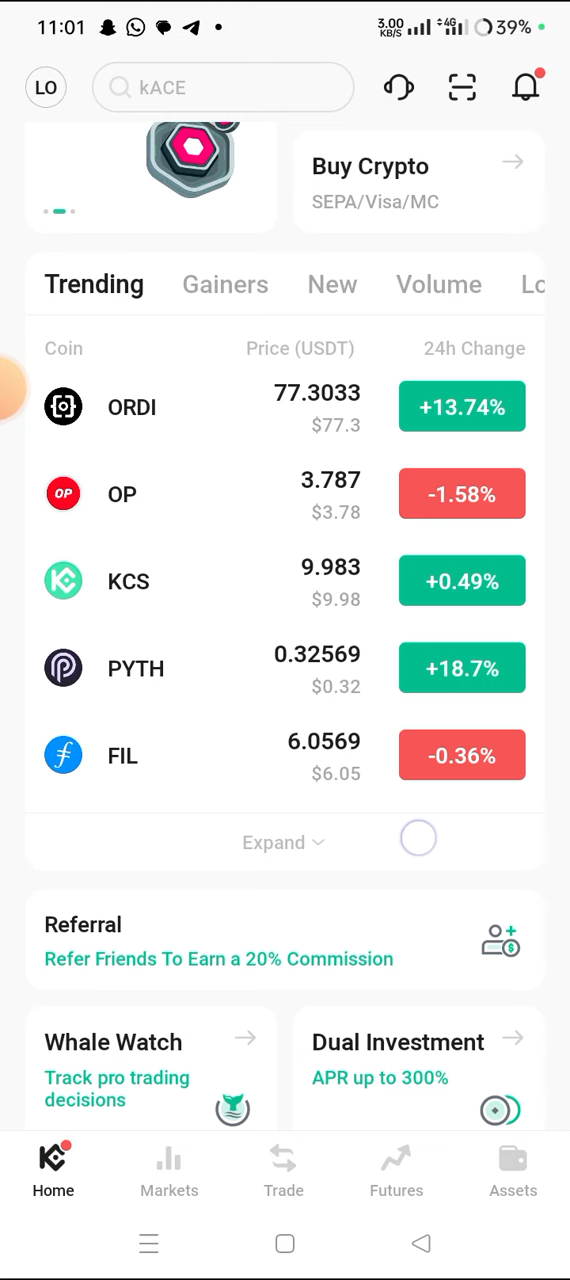 11:01 3.00 KB/S 4G 39%
LO kACE
Buy Crypto
SEPA/Visa/MC
Trending Gainers New Volume Lo
Coin Price (USDT) 24h Change
ORDI 77.3033 +13.74%
$77.3
OP OP 3.787 -1.58%
$3.78
KCS 9.983 +0.49%
$9.98
PYTH 0.32569 +18.7%
$0.32
FIL 6.0569 -0.36%
$6.05
Expand
Referral
Refer Friends To Earn a 20% Commission
Whale Watch
Track pro trading
decisions
Dual Investment
APR up to 300%
Home Markets Trade Futures Assets